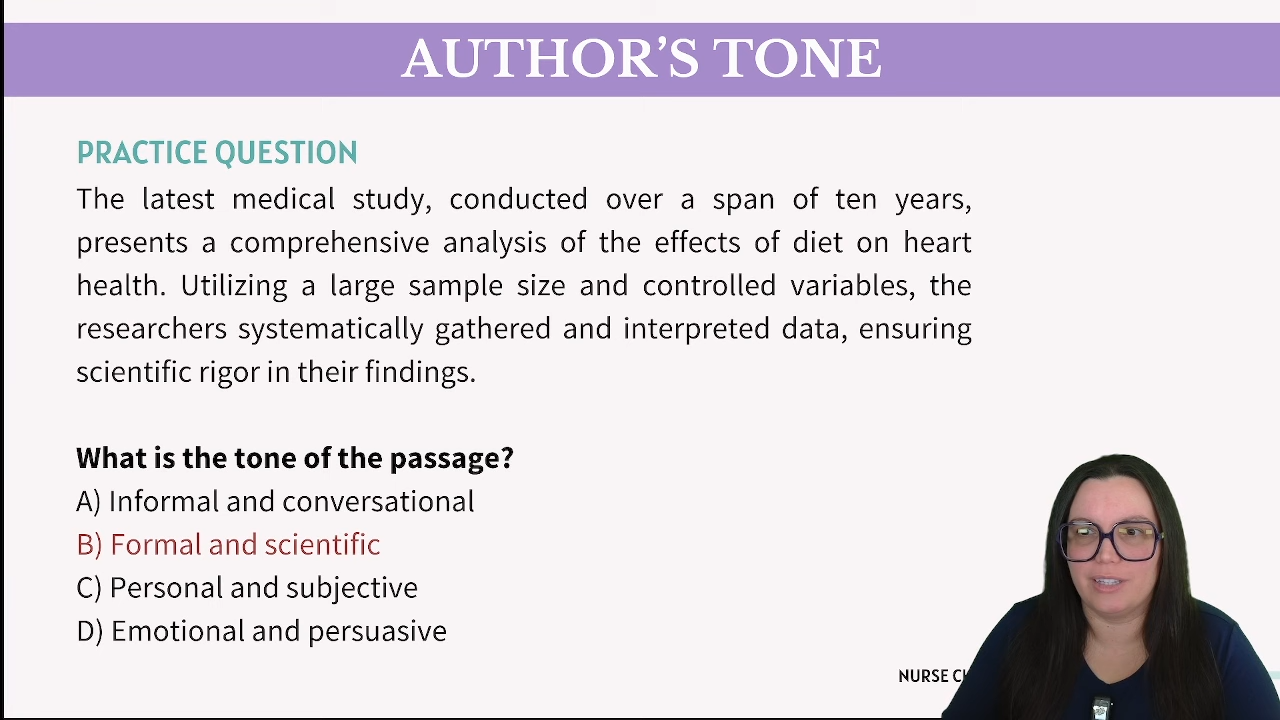 AUTHOR’S TONE
PRACTICE QUESTION
The latest medical study, conducted over a span of ten years,
presents a comprehensive analysis of the effects of diet on heart
health. Utilizing a large sample size and controlled variables, the
researchers systematically gathered and interpreted data, ensuring
scientific rigor in their findings.
What is the tone of the passage?
A) Informal and conversational
B) Formal and scientific
C) Personal and subjective
D) Emotional and persuasive
NURSE